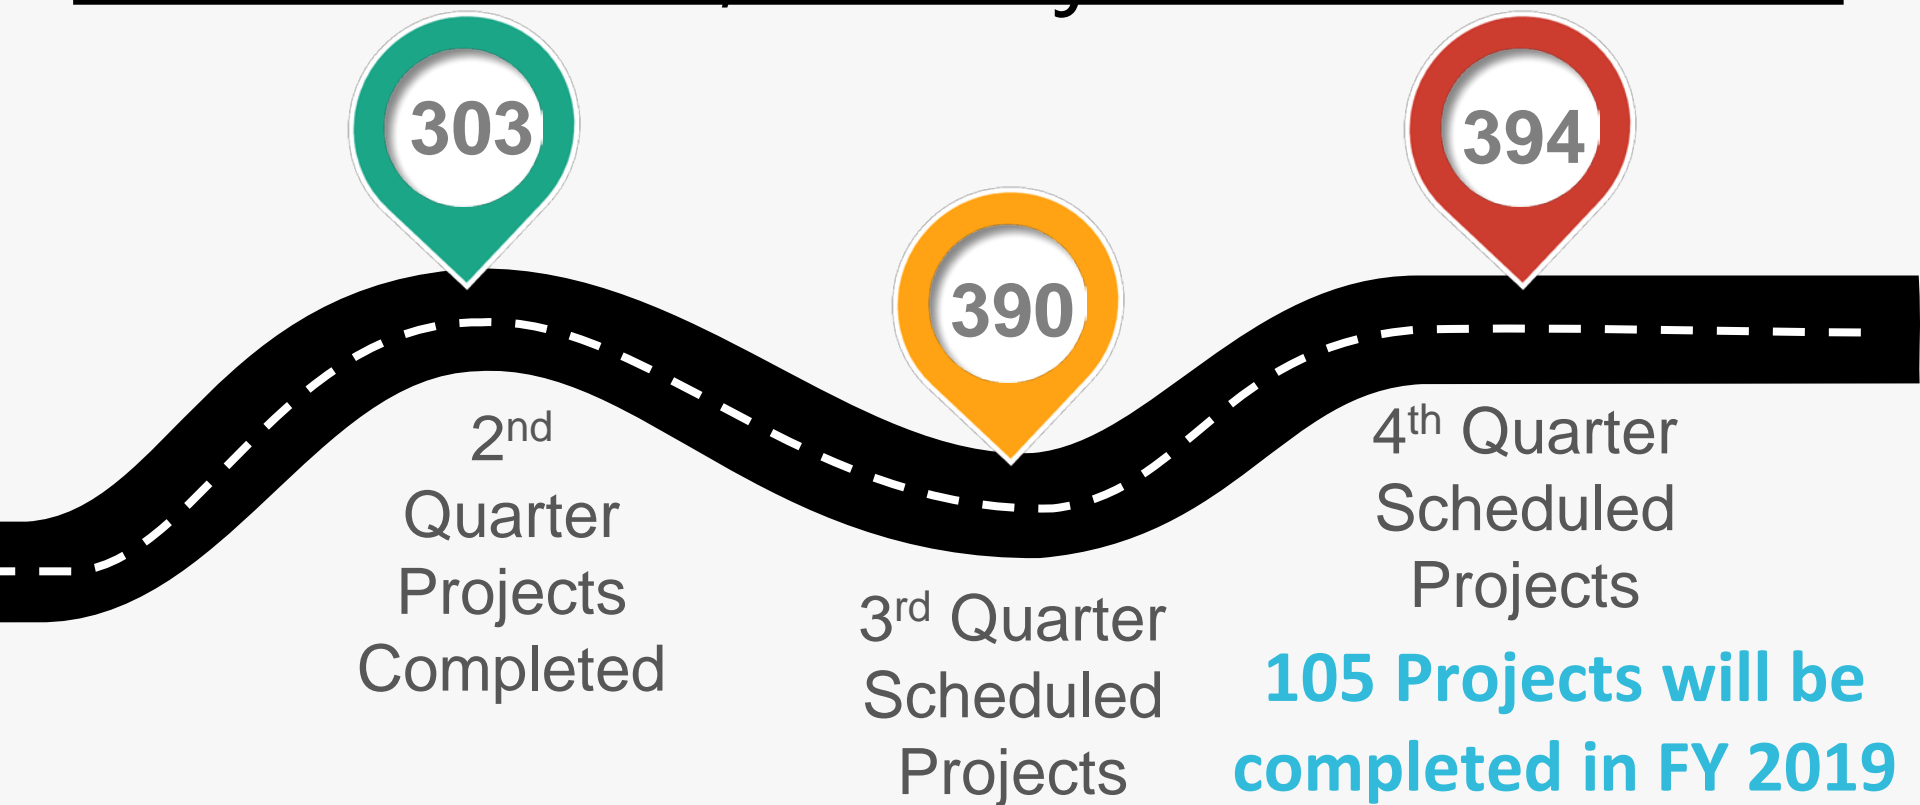 303
394
390
2nd
Quarter
Projects
Completed
3rd Quarter
Scheduled
Projects
4th Quarter
Scheduled
Projects
105 Projects will be
completed in FY 2019